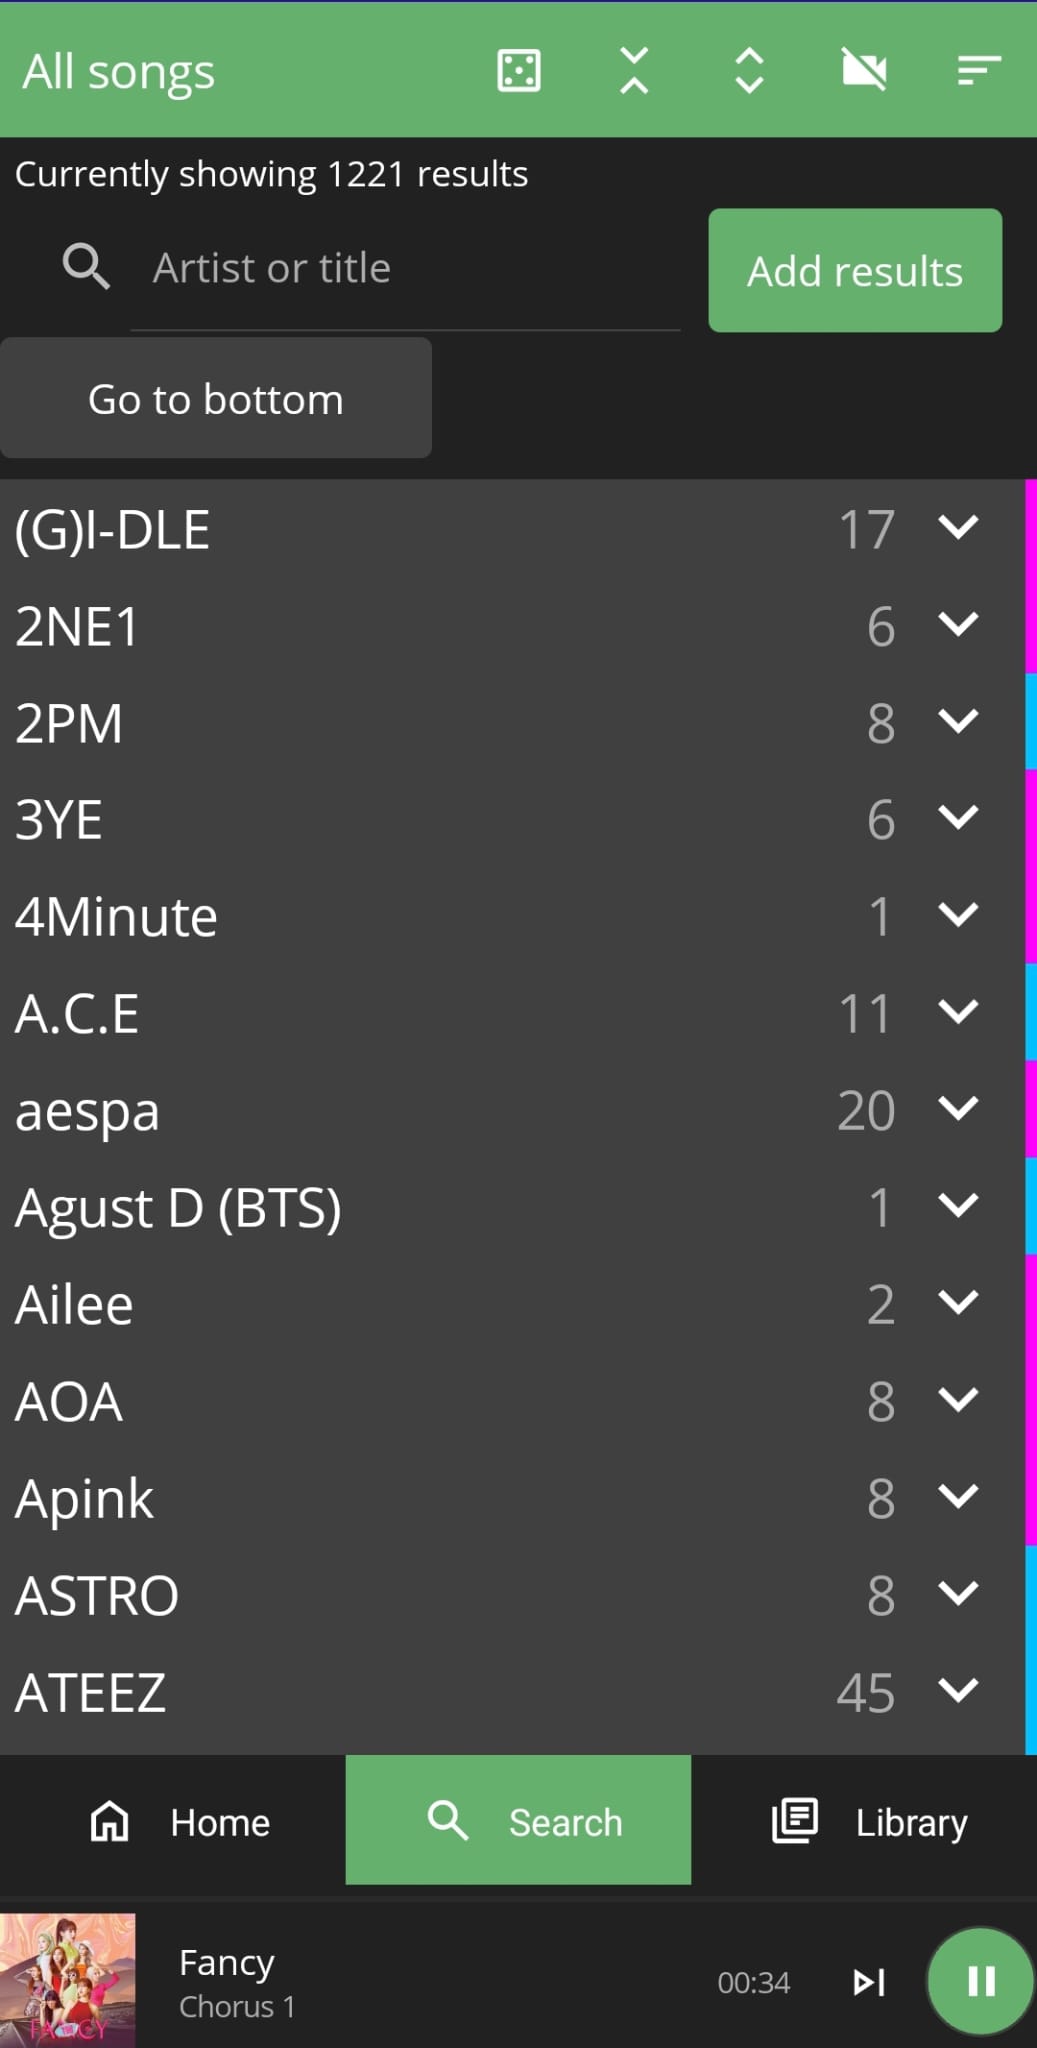 All songs
Currently showing 1221 results
Artist or title
Add results
Go to bottom
(G)I-DLE 17
2NE1 6
2PM 8
3YE 6
4Minute 1
A.C.E 11
aespa 20
Agust D (BTS) 1
Ailee 2
AOA 8
Apink 8
ASTRO 8
ATEEZ 45
Home Search Library
Fancy
00:34
Chorus 1
FANCY